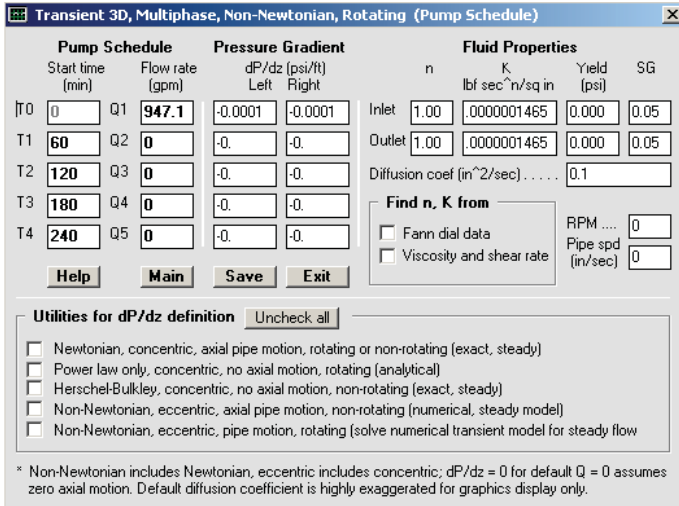 Transient 3D, Multiphase, Non-Newtonian, Rotating (Pump Schedule)
Pump Schedule Pressure Gradient Fluid Properties
Start time (min) Flow rate (gpm) dP/dz (psi/ft) Left Right n K lbf sec^n/sq in Yield (psi) SG
T0 0 Q1 947.1 -0.0001 -0.0001 Inlet 1.00 .0000001465 0.000 0.05
T1 60 Q2 0 -0. -0. Outlet 1.00 .0000001465 0.000 0.05
T2 120 Q3 0 -0. -0. Diffusion coef (in^2/sec) ..... 0.1
T3 180 Q4 0 -0. -0. Find n, K from
T4 240 Q5 0 -0. -0. Fann dial data RPM .... 0
Viscosity and shear rate Pipe spd (in/sec) 0
Help Main Save Exit
Utilities for dP/dz definition Uncheck all
Newtonian, concentric, axial pipe motion, rotating or non-rotating (exact, steady)
Power law only, concentric, no axial motion, rotating (analytical)
Herschel-Bulkley, concentric, no axial motion, non-rotating (exact, steady)
Non-Newtonian, eccentric, axial pipe motion, non-rotating (numerical, steady model)
Non-Newtonian, eccentric, pipe motion, rotating (solve numerical transient model for steady flow
* Non-Newtonian includes Newtonian, eccentric includes concentric; dP/dz = 0 for default Q = 0 assumes
zero axial motion. Default diffusion coefficient is highly exaggerated for graphics display only.